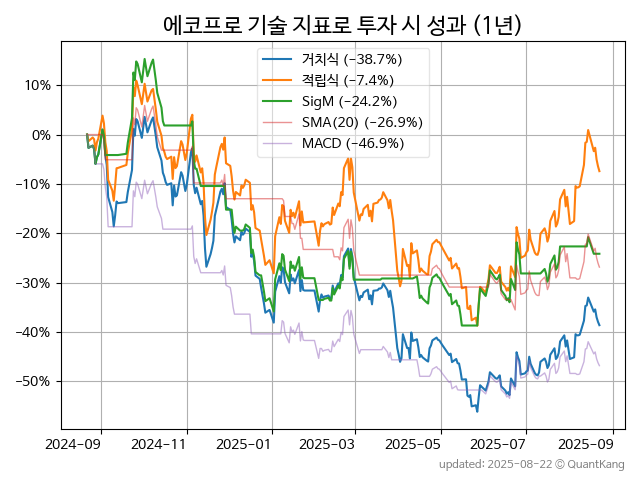 에코프로 기술 지표로 투자 시 성과 (1년)
거치식 (−38.7%)
적립식 (−7.4%)
SigM (−24.2%)
SMA(20) (−26.9%)
MACD (−46.9%)
10%
0%
−10%
−20%
−30%
−40%
−50%
2024−09 2024−11 2025−01 2025−03 2025−05 2025−07 2025−09
updated: 2025−08−22 © QuantKang